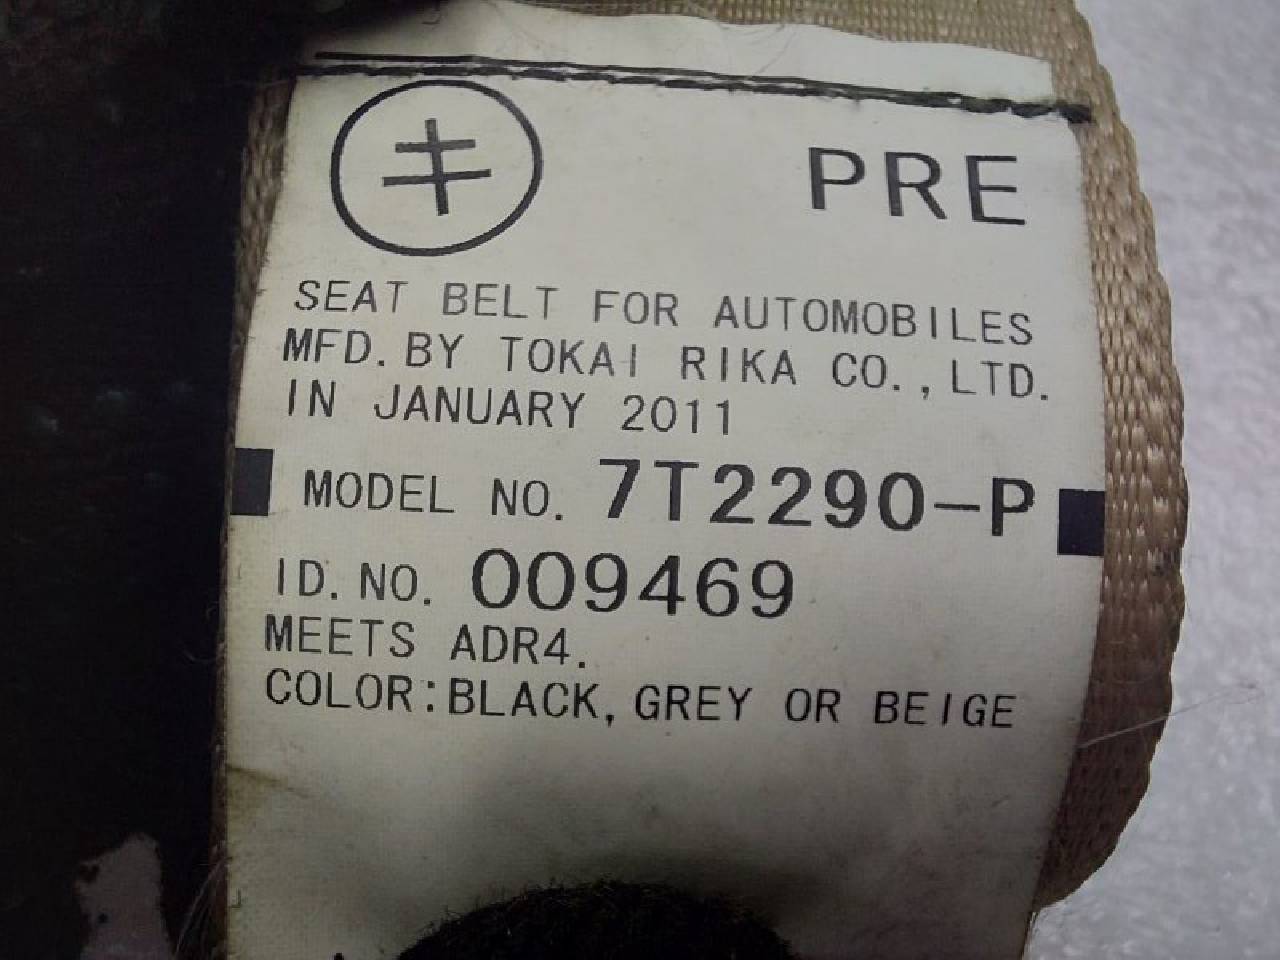 キ
PRE
SEAT BELT FOR AUTOMOBILES
MFD. BY TOKAI RIKA CO., LTD.
IN JANUARY 2011
MODEL NO. 7T2290-P
ID. NO. 009469
MEETS ADR4.
COLOR:BLACK, GREY OR BEIGE